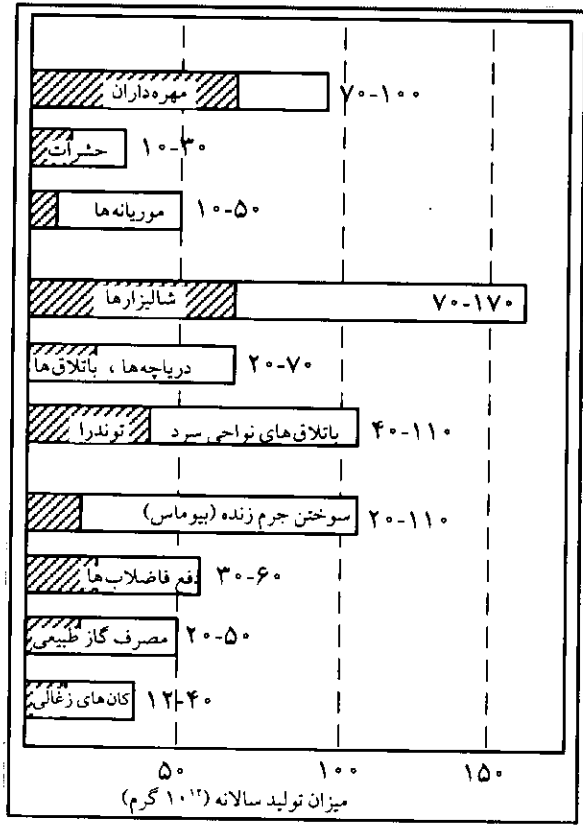 مهره‌داران ۷۰-۱۰۰
حشرات ۱۰-۳۰
موریانه‌ها ۱۰-۵۰
شالیزارها ۷۰-۱۷۰
دریاچه‌ها ، باتلاق‌ها ۲۰-۷۰
توندرا باتلاق‌های نواحی سرد ۴۰-۱۱۰
سوختن جرم زنده (بیوماس) ۲۰-۱۱۰
دفع فاضلاب‌ها ۳۰-۶۰
مصرف گاز طبیعی ۲۰-۵۰
کان‌های زغالی ۱۲-۴۰
۵۰ ۱۰۰ ۱۵۰
میزان تولید سالانه (۱۰¹² گرم)